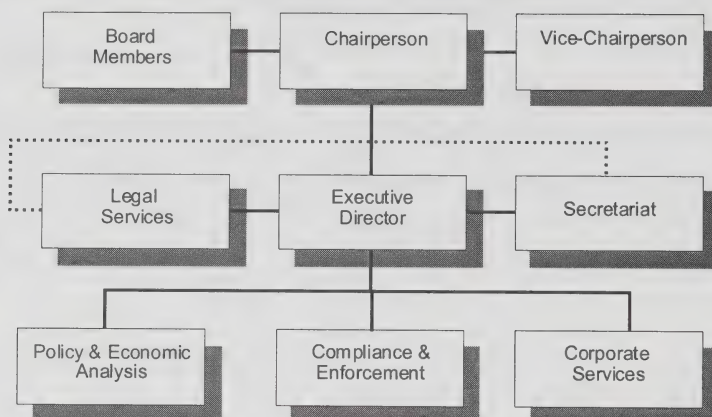 Board
Members
Chairperson
Vice-Chairperson
Legal
Services
Executive
Director
Secretariat
Policy & Economic
Analysis
Compliance &
Enforcement
Corporate
Services